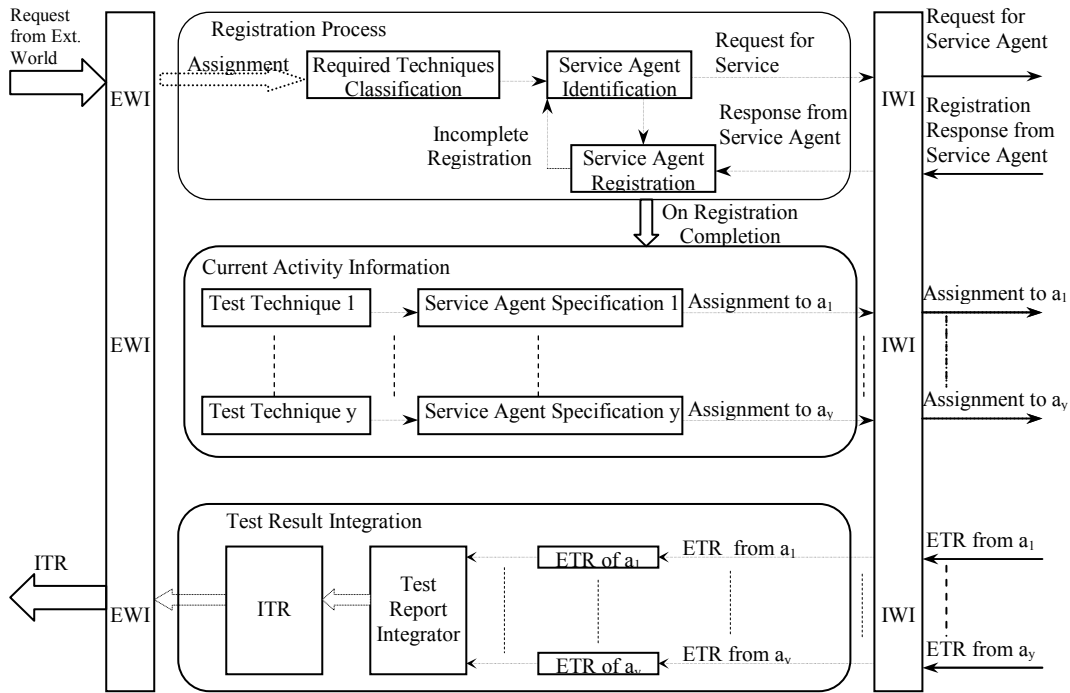 Request
from Ext.
World
EWI
Registration Process
Assignment
Required Techniques
Classification
Service Agent
Identification
Request for
Service
Incomplete
Registration
Response from
Service Agent
Service Agent
Registration
IWI
Request for
Service Agent
Registration
Response from
Service Agent
On Registration
Completion
Current Activity Information
Test Technique 1
Service Agent Specification 1
Assignment to a1
Assignment to a1
EWI
IWI
Test Technique y
Service Agent Specification y
Assignment to ay
Assignment to ay
Test Result Integration
ITR
EWI
ITR
Test
Report
Integrator
ETR of a1
ETR from a1
IWI
ETR from a1
ETR of ay
ETR from ay
ETR from ay